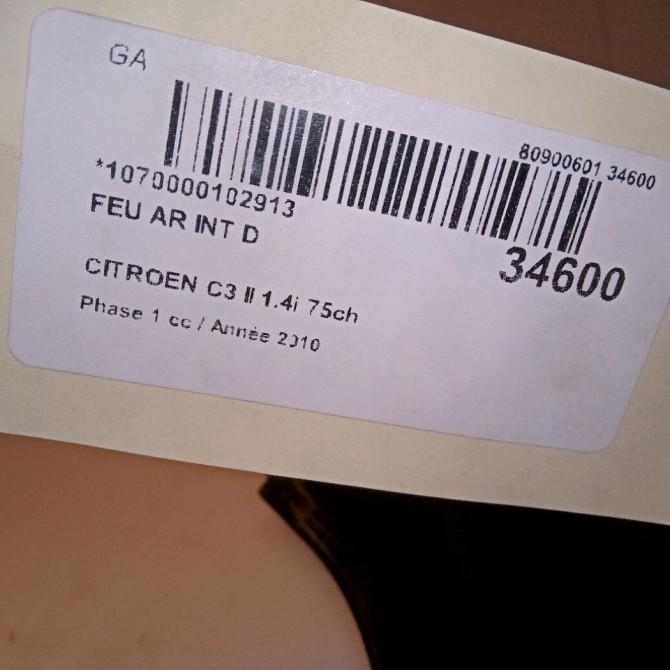 GA
80900601 34600
*1070000102913
FEU AR INT D
34600
CITROEN C3 II 1.4i 75ch
Phase 1 cc / Année 2010